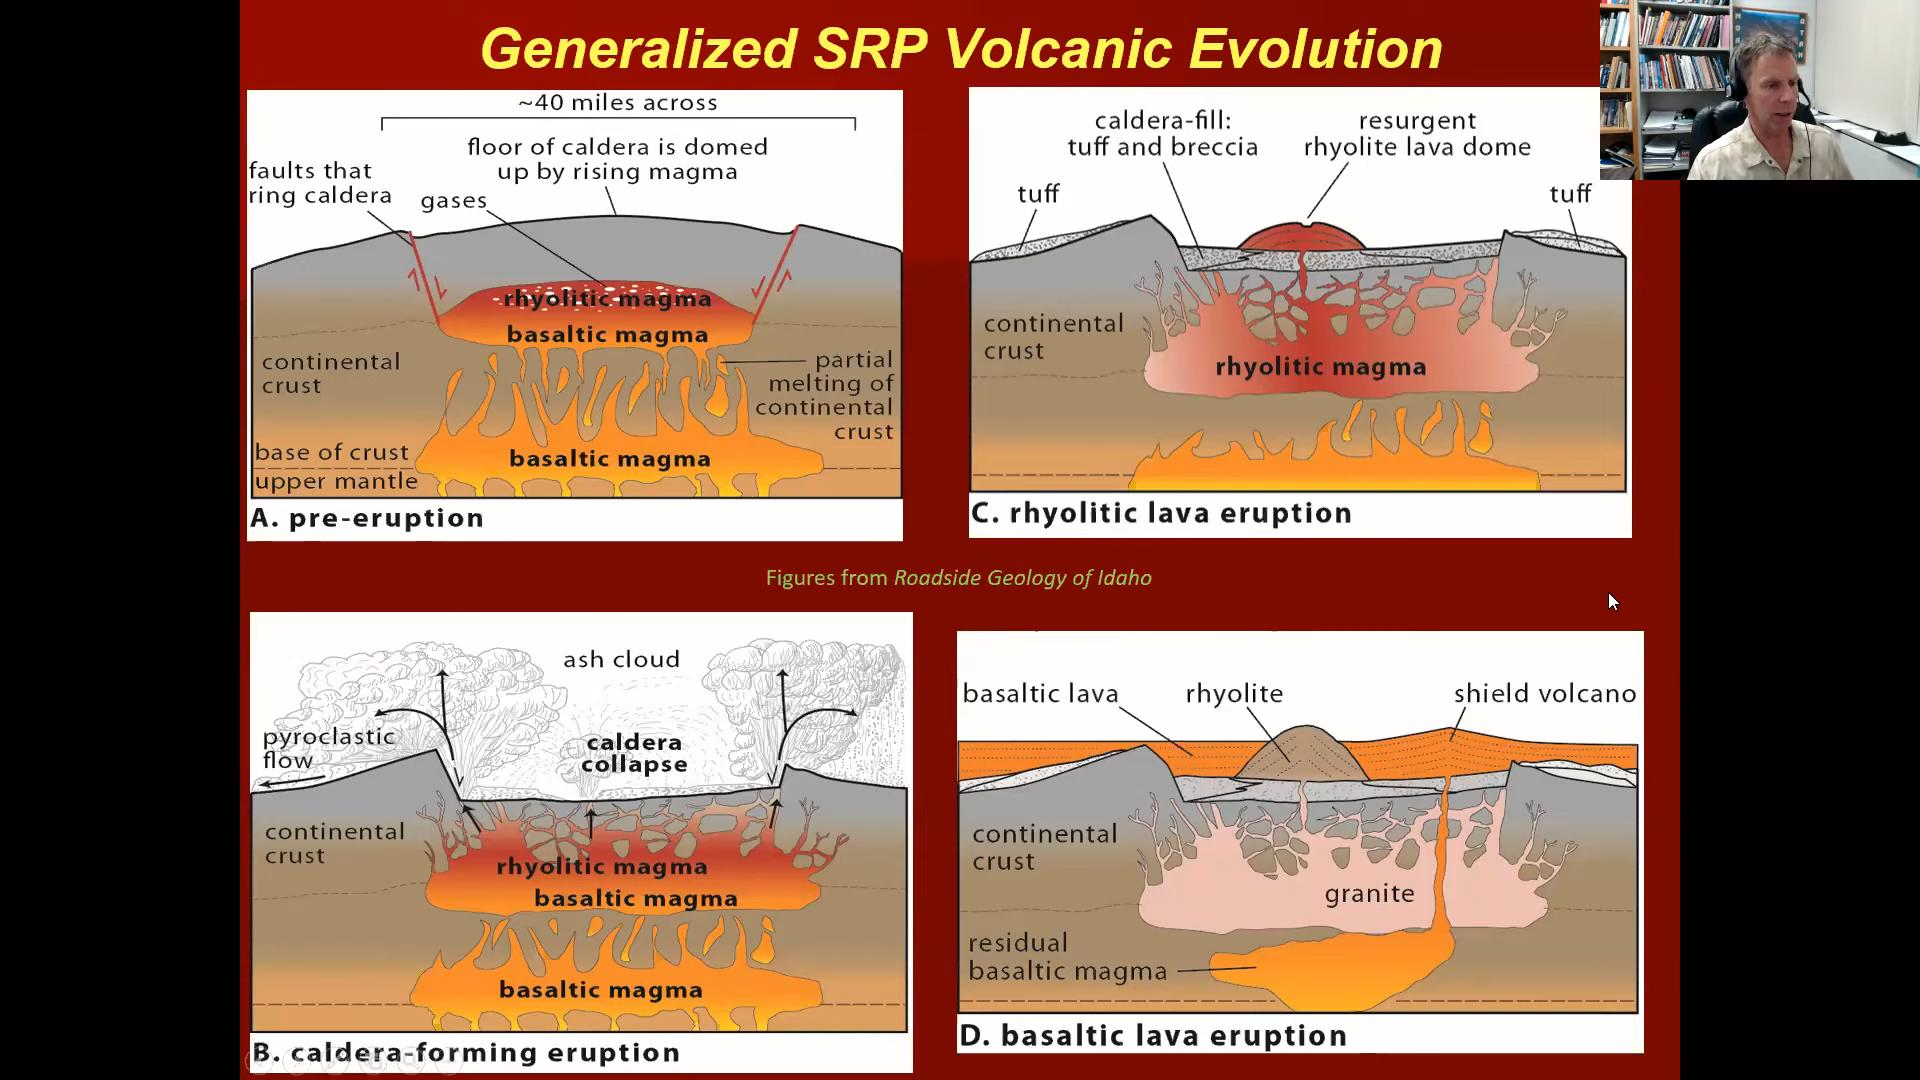 Generalized SRP Volcanic Evolution
~40 miles across
floor of caldera is domed
up by rising magma
faults that
ring caldera
gases
rhyolitic magma
basaltic magma
continental
crust
partial
melting of
continental
crust
base of crust
upper mantle
basaltic magma
A. pre-eruption
caldera-fill:
tuff and breccia
resurgent
rhyolite lava dome
tuff
tuff
continental
crust
rhyolitic magma
C. rhyolitic lava eruption
Figures from Roadside Geology of Idaho
ash cloud
pyroclastic
flow
caldera
collapse
continental
crust
rhyolitic magma
basaltic magma
basaltic magma
B. caldera-forming eruption
basaltic lava
rhyolite
shield volcano
continental
crust
granite
residual
basaltic magma
D. basaltic lava eruption